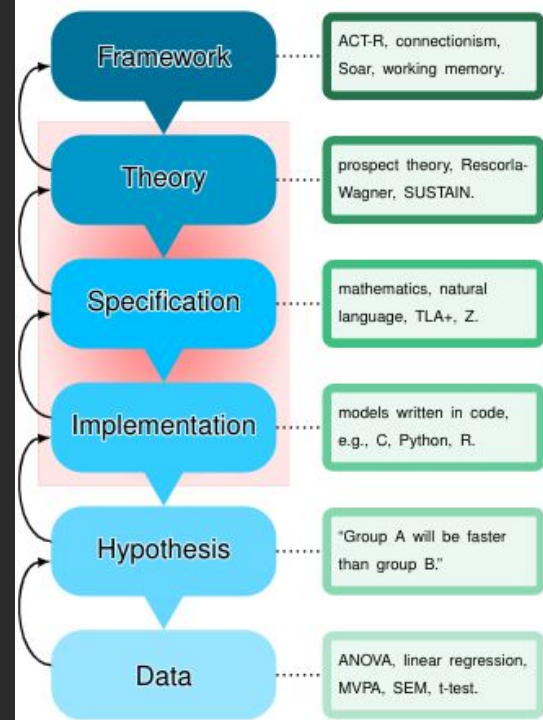 Framework
ACT-R, connectionism,
Soar, working memory.
Theory
prospect theory, Rescorla-
Wagner, SUSTAIN.
Specification
mathematics, natural
language, TLA+, Z.
Implementation
models written in code,
e.g., C, Python, R.
Hypothesis
“Group A will be faster
than group B.”
Data
ANOVA, linear regression,
MVPA, SEM, t-test.